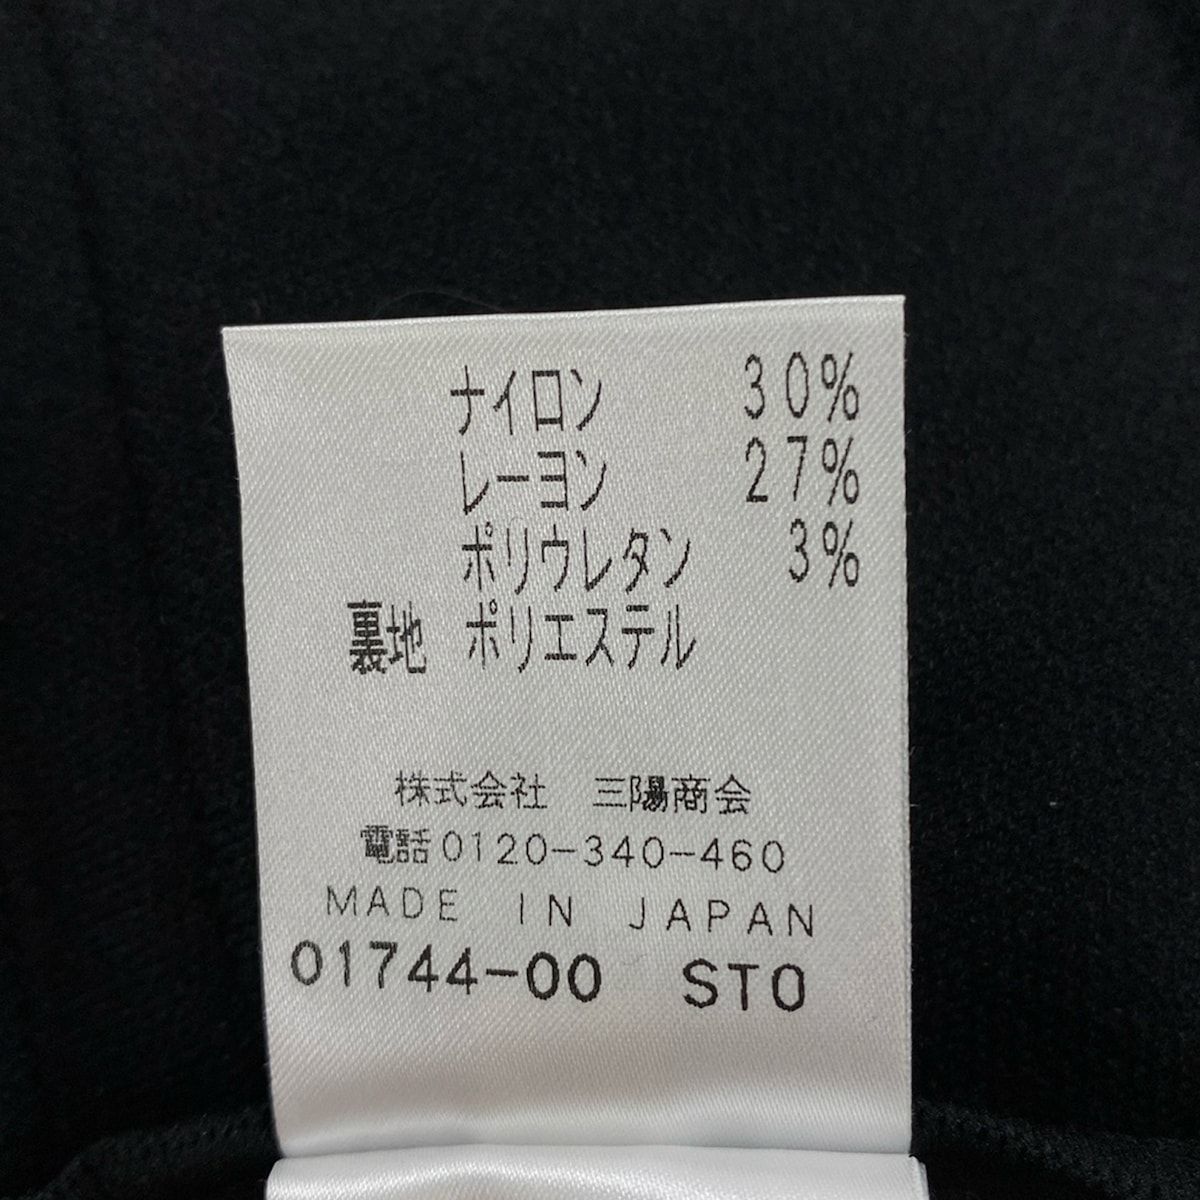 ナイロン 30%
レーヨン 27%
ポリウレタン 3%
裏地 ポリエステル
株式会社 三陽商会
電話0120-340-460
MADE IN JAPAN
01744-00 STO